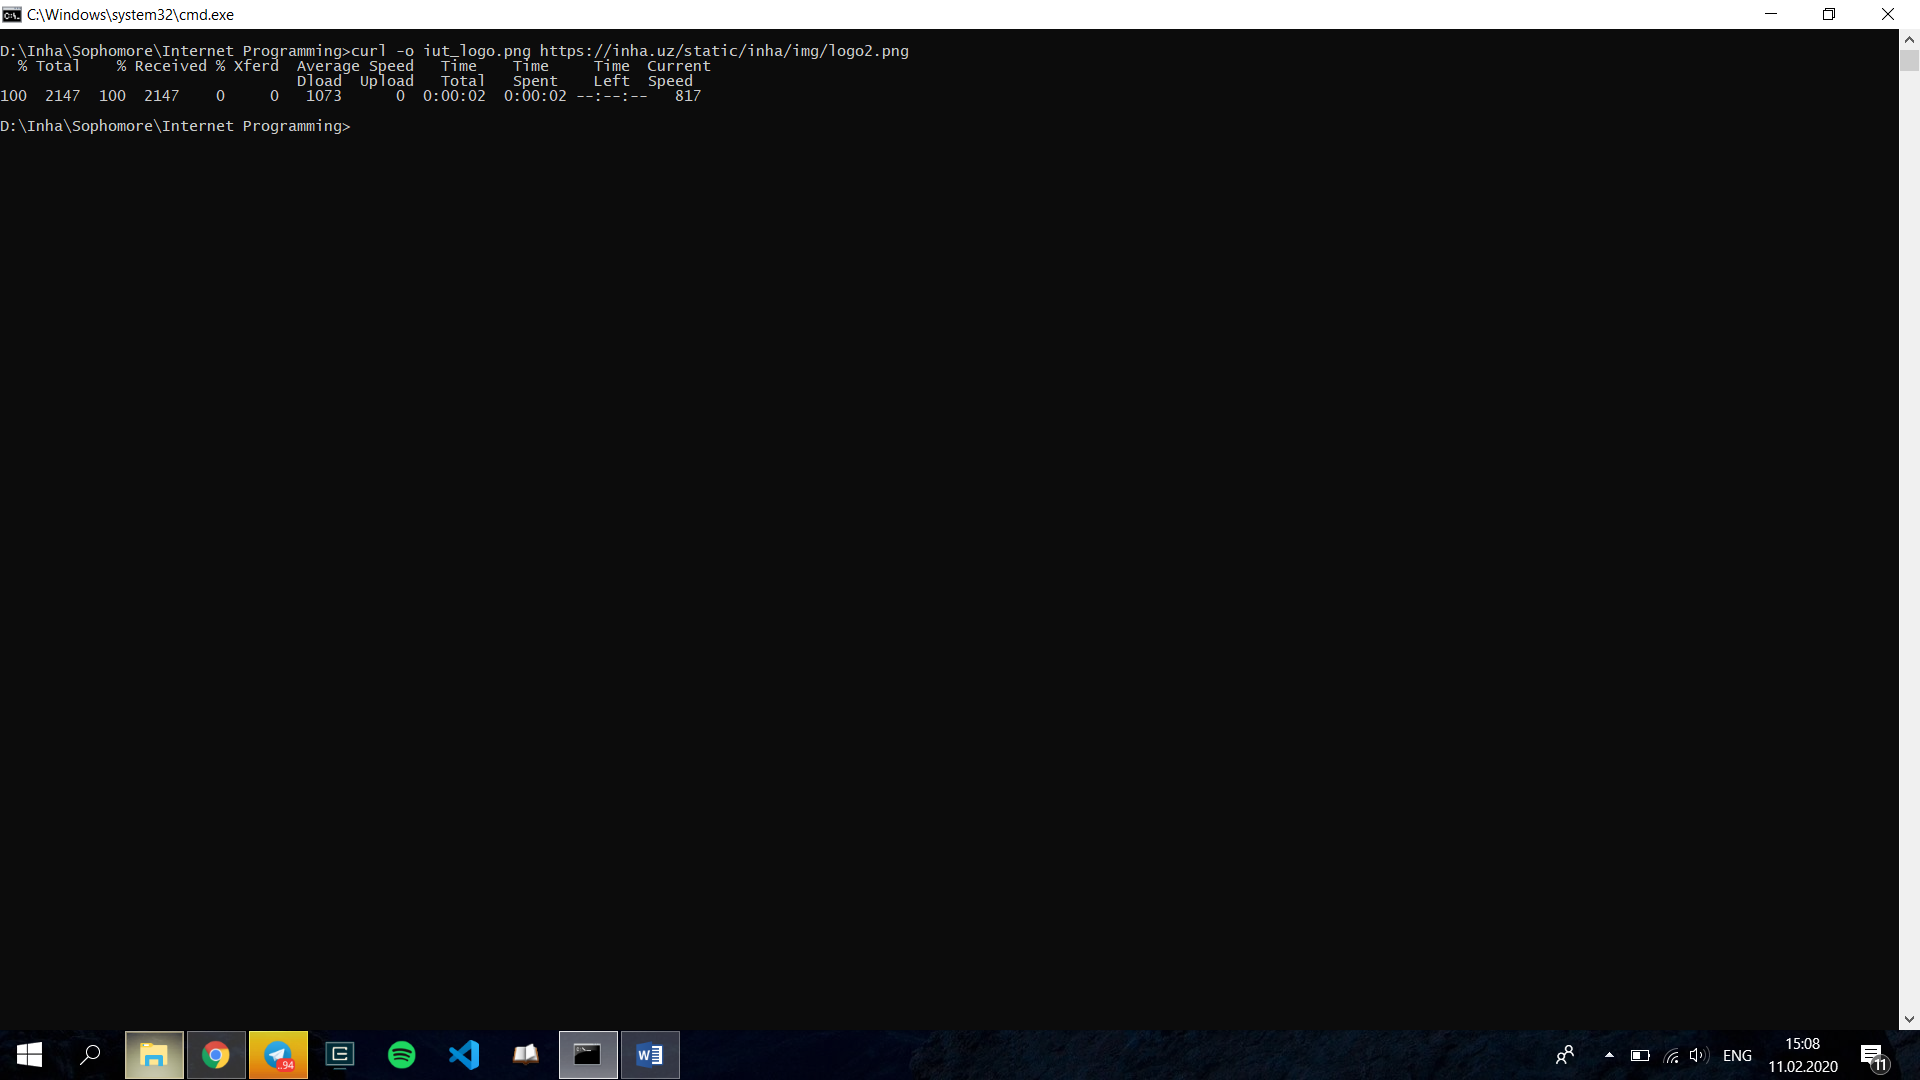 C:\Windows\system32\cmd.exe
D:\Inha\Sophomore\Internet Programming>curl -o iut_logo.png https://inha.uz/static/inha/img/logo2.png
  % Total    % Received % Xferd  Average Speed   Time    Time     Time  Current
                                 Dload  Upload   Total   Spent    Left  Speed
100  2147  100  2147    0     0   1073      0  0:00:02  0:00:02 --:--:--   817
D:\Inha\Sophomore\Internet Programming>
..94
ENG
15:08
11.02.2020
11